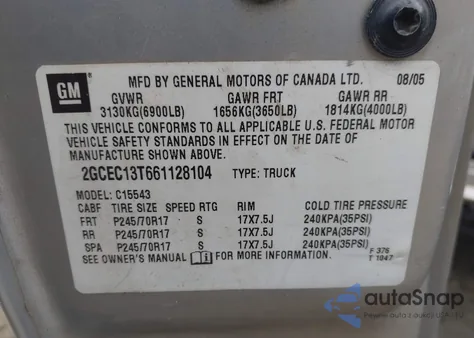 GM
MFD BY GENERAL MOTORS OF CANADA LTD. 08/05
GVWR GAWR FRT GAWR RR
3130KG(6900LB) 1656KG(3650LB) 1814KG(4000LB)
THIS VEHICLE CONFORMS TO ALL APPLICABLE U.S. FEDERAL MOTOR
VEHICLE SAFETY STANDARDS IN EFFECT ON THE DATE OF
MANUFACTURE SHOWN ABOVE.
2GCEC13T661128104 TYPE: TRUCK
MODEL: C15543
CABF TIRE SIZE SPEED RTG RIM COLD TIRE PRESSURE
FRT P245/70R17 S 17X7.5J 240KPA(35PSI)
RR P245/70R17 S 17X7.5J 240KPA(35PSI)
SPA P245/70R17 S 17X7.5J 240KPA(35PSI)
SEE OWNER'S MANUAL FOR MORE INFORMATION.
F 376
T 1047
autoSnap